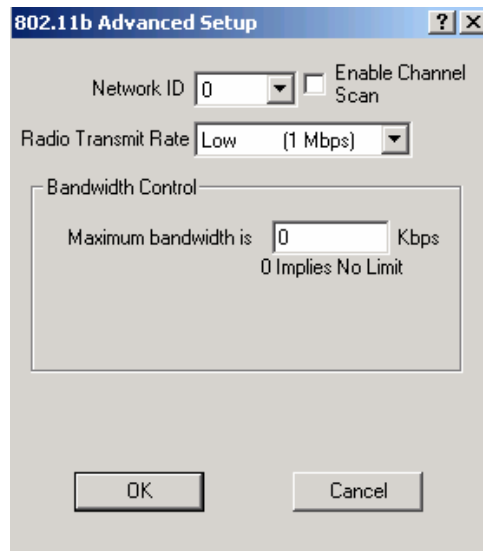 802.11b Advanced Setup ? X
Network ID 0 Enable Channel
Scan
Radio Transmit Rate Low (1 Mbps)
Bandwidth Control
Maximum bandwidth is 0 Kbps
0 Implies No Limit
OK Cancel